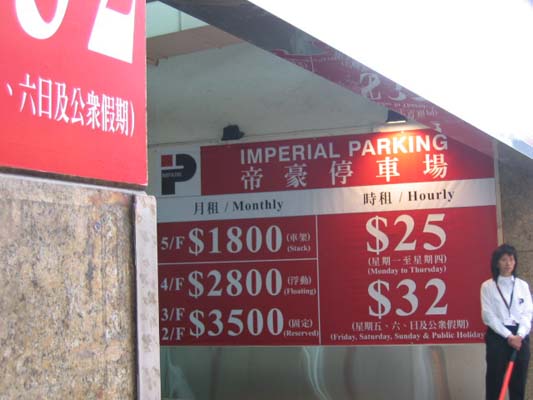 、六日及公眾假期)
IMPARK
P
IMPERIAL PARKING
帝豪停車場
月租 / Monthly
時租 / Hourly
5/F $1800 (車架) (Stack)
4/F $2800 (浮動) (Floating)
3/F
2/F $3500 (固定) (Reserved)
$25
(星期一至星期四)
(Monday to Thursday)
$32
(星期五、六、日及公眾假期)
(Friday, Saturday, Sunday & Public Holiday